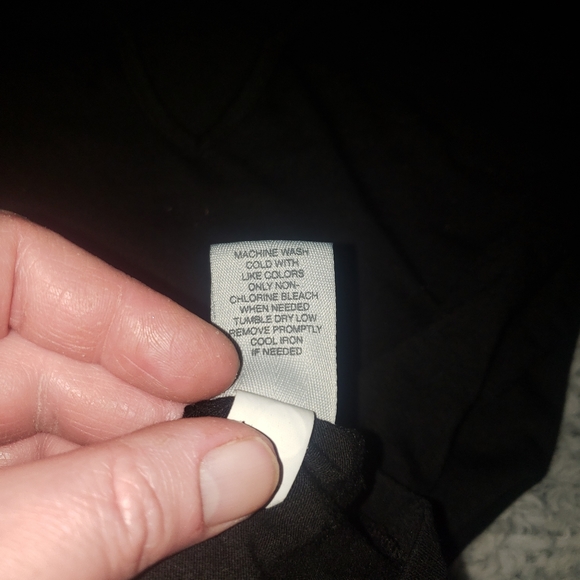 MACHINE WASH
COLD WITH
LIKE COLORS
ONLY NON-
CHLORINE BLEACH
WHEN NEEDED
TUMBLE DRY LOW
REMOVE PROMPTLY
COOL IRON
IF NEEDED